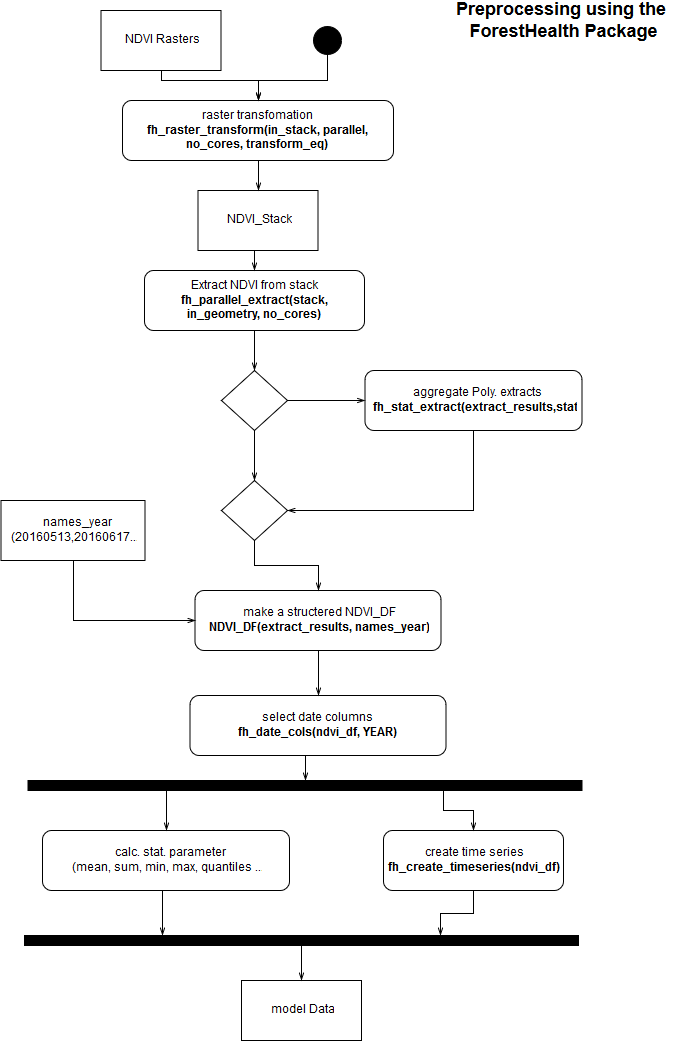 Preprocessing using the
ForestHealth Package
NDVI Rasters
raster transfomation
fh_raster_transform(in_stack, parallel,
no_cores, transform_eq)
NDVI_Stack
Extract NDVI from stack
fh_parallel_extract(stack,
in_geometry, no_cores)
aggregate Poly. extracts
fh_stat_extract(extract_results,stat
names_year
(20160513,20160617..
make a structered NDVI_DF
NDVI_DF(extract_results, names_year)
select date columns
fh_date_cols(ndvi_df, YEAR)
calc. stat. parameter
(mean, sum, min, max, quantiles ..
create time series
fh_create_timeseries(ndvi_df)
model Data